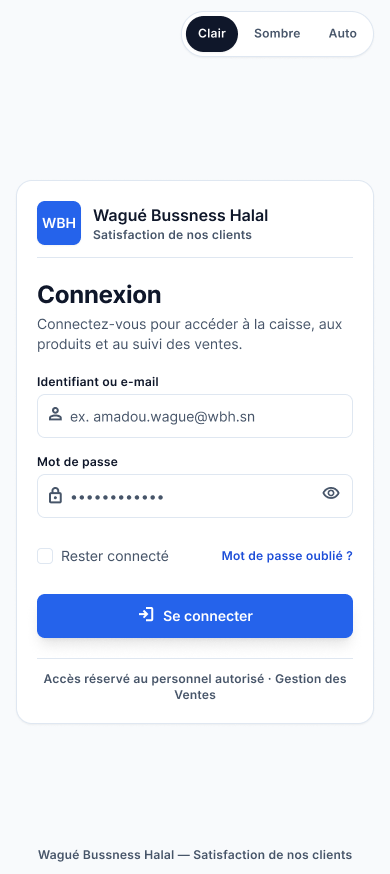 Clair Sombre Auto
WBH
Wagué Bussness Halal
Satisfaction de nos clients
Connexion
Connectez-vous pour accéder à la caisse, aux
produits et au suivi des ventes.
Identifiant ou e-mail
ex. amadou.wague@wbh.sn
Mot de passe
••••••••••••
Rester connecté Mot de passe oublié ?
Se connecter
Accès réservé au personnel autorisé · Gestion des
Ventes
Wagué Bussness Halal — Satisfaction de nos clients